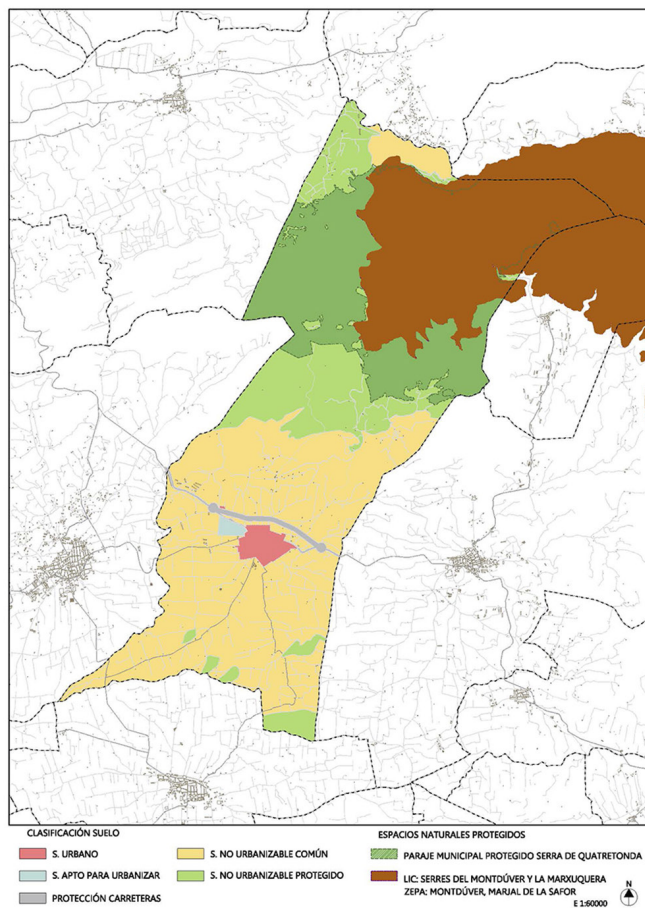 CLASIFICACIÓN SUELO
S. URBANO
S. APTO PARA URBANIZAR
PROTECCIÓN CARRETERAS
S. NO URBANIZABLE COMÚN
S. NO URBANIZABLE PROTEGIDO
ESPACIOS NATURALES PROTEGIDOS
PARAJE MUNICIPAL PROTEGIDO SERRA DE QUATRETONDA
LIC: SERRES DEL MONTDÚVER Y LA MARXUQUERA
ZEPA: MONTDÚVER, MARJAL DE LA SAFOR
E 1:60000
N